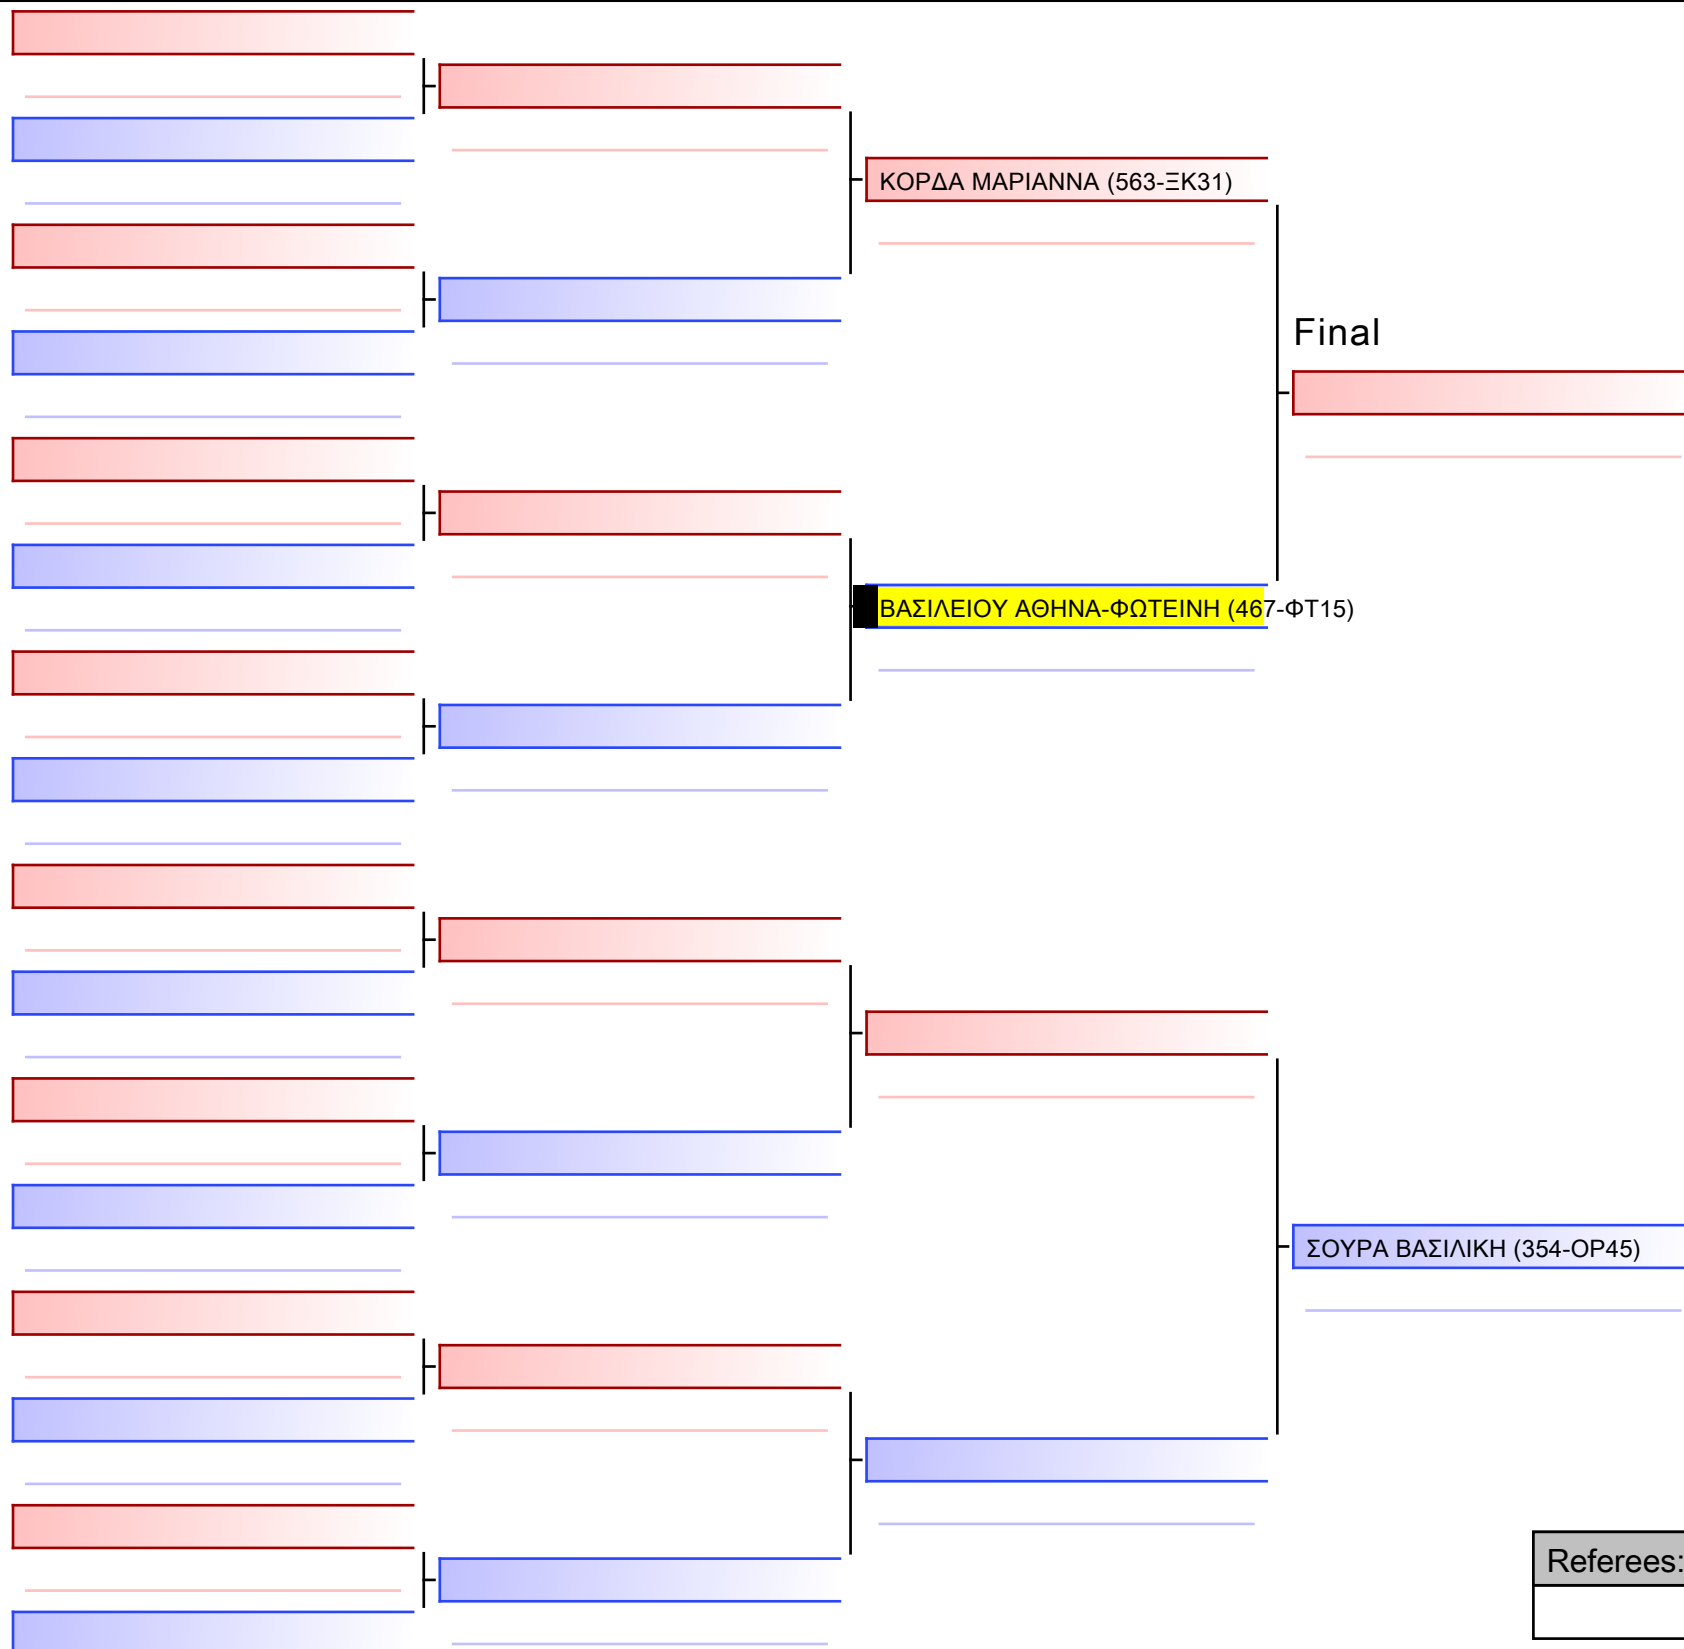 ΚΟΡΔΑ ΜΑΡΙΑΝΝΑ (563-ΞΚ31)
Final
ΒΑΣΙΛΕΙΟΥ ΑΘΗΝΑ-ΦΩΤΕΙΝΗ (467-ΦΤ15)
ΣΟΥΡΑ ΒΑΣΙΛΙΚΗ (354-ΟΡ45)
Referees: